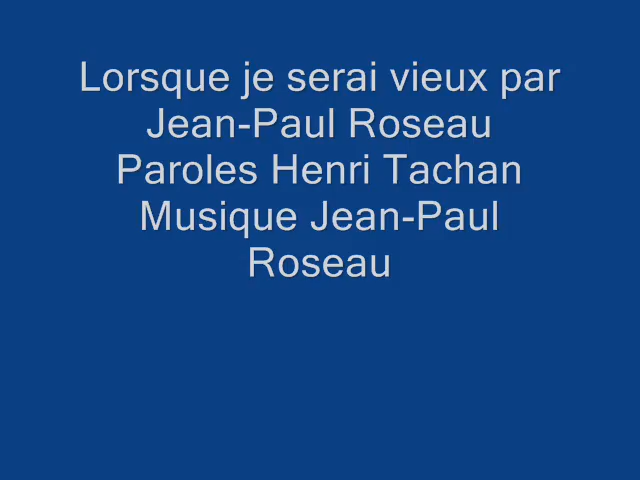 Lorsque je serai vieux par
Jean-Paul Roseau
Paroles Henri Tachan
Musique Jean-Paul
Roseau